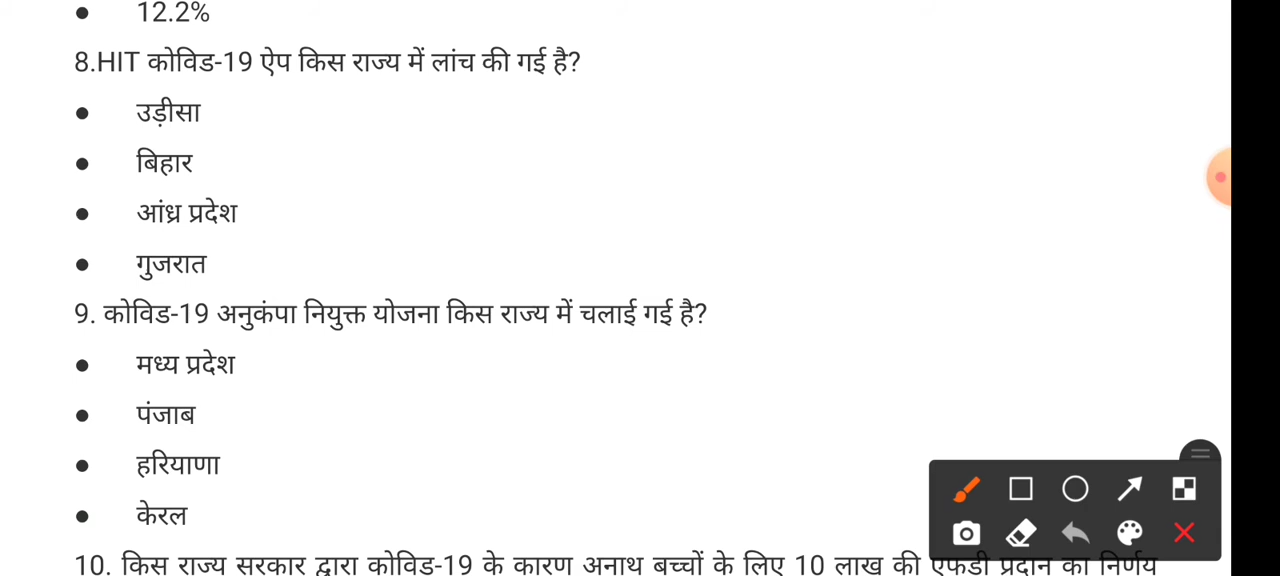 ● 12.2%
8.HIT कोविड-19 ऐप किस राज्य में लांच की गई है?
● उड़ीसा
● बिहार
● आंध्र प्रदेश
● गुजरात
9. कोविड-19 अनुकंपा नियुक्त योजना किस राज्य में चलाई गई है?
● मध्य प्रदेश
● पंजाब
● हरियाणा
● केरल
10. किस राज्य सरकार द्वारा कोविड-19 के कारण अनाथ बच्चों के लिए 10 लाख की एफडी प्रदान का निर्णय